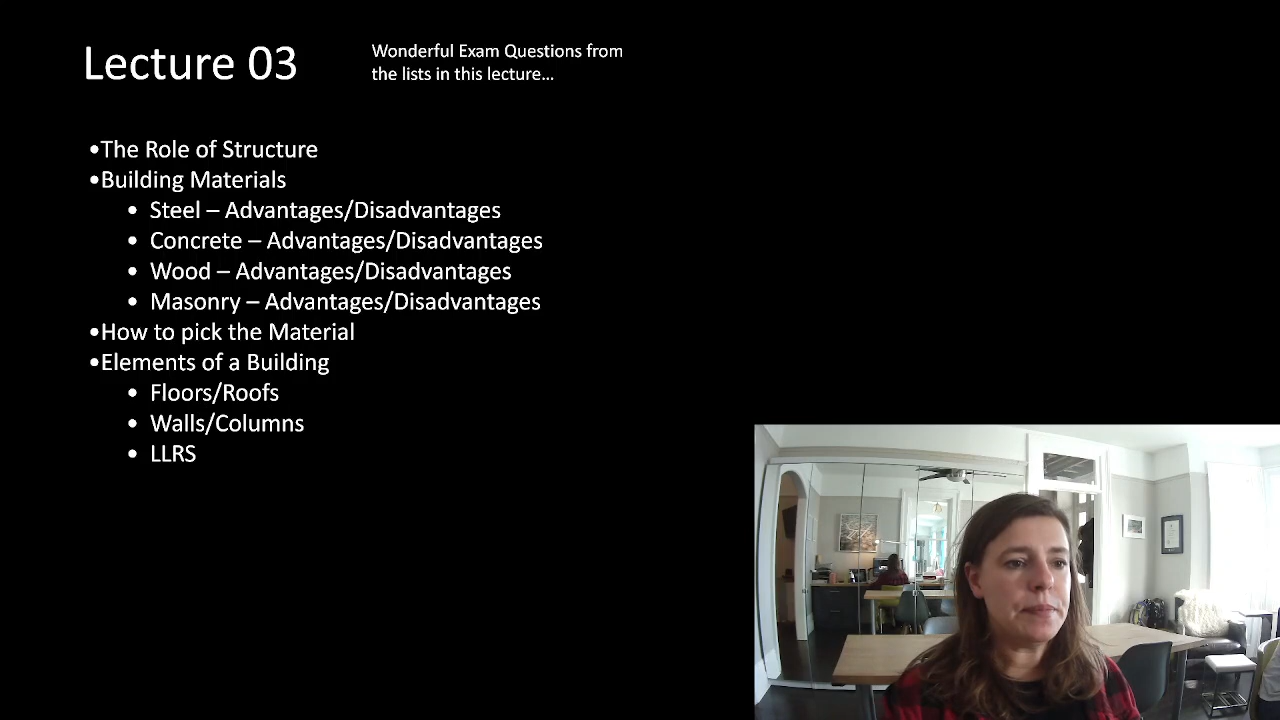 Lecture 03
Wonderful Exam Questions from
the lists in this lecture...
•The Role of Structure
•Building Materials
• Steel – Advantages/Disadvantages
• Concrete – Advantages/Disadvantages
• Wood – Advantages/Disadvantages
• Masonry – Advantages/Disadvantages
•How to pick the Material
•Elements of a Building
• Floors/Roofs
• Walls/Columns
• LLRS